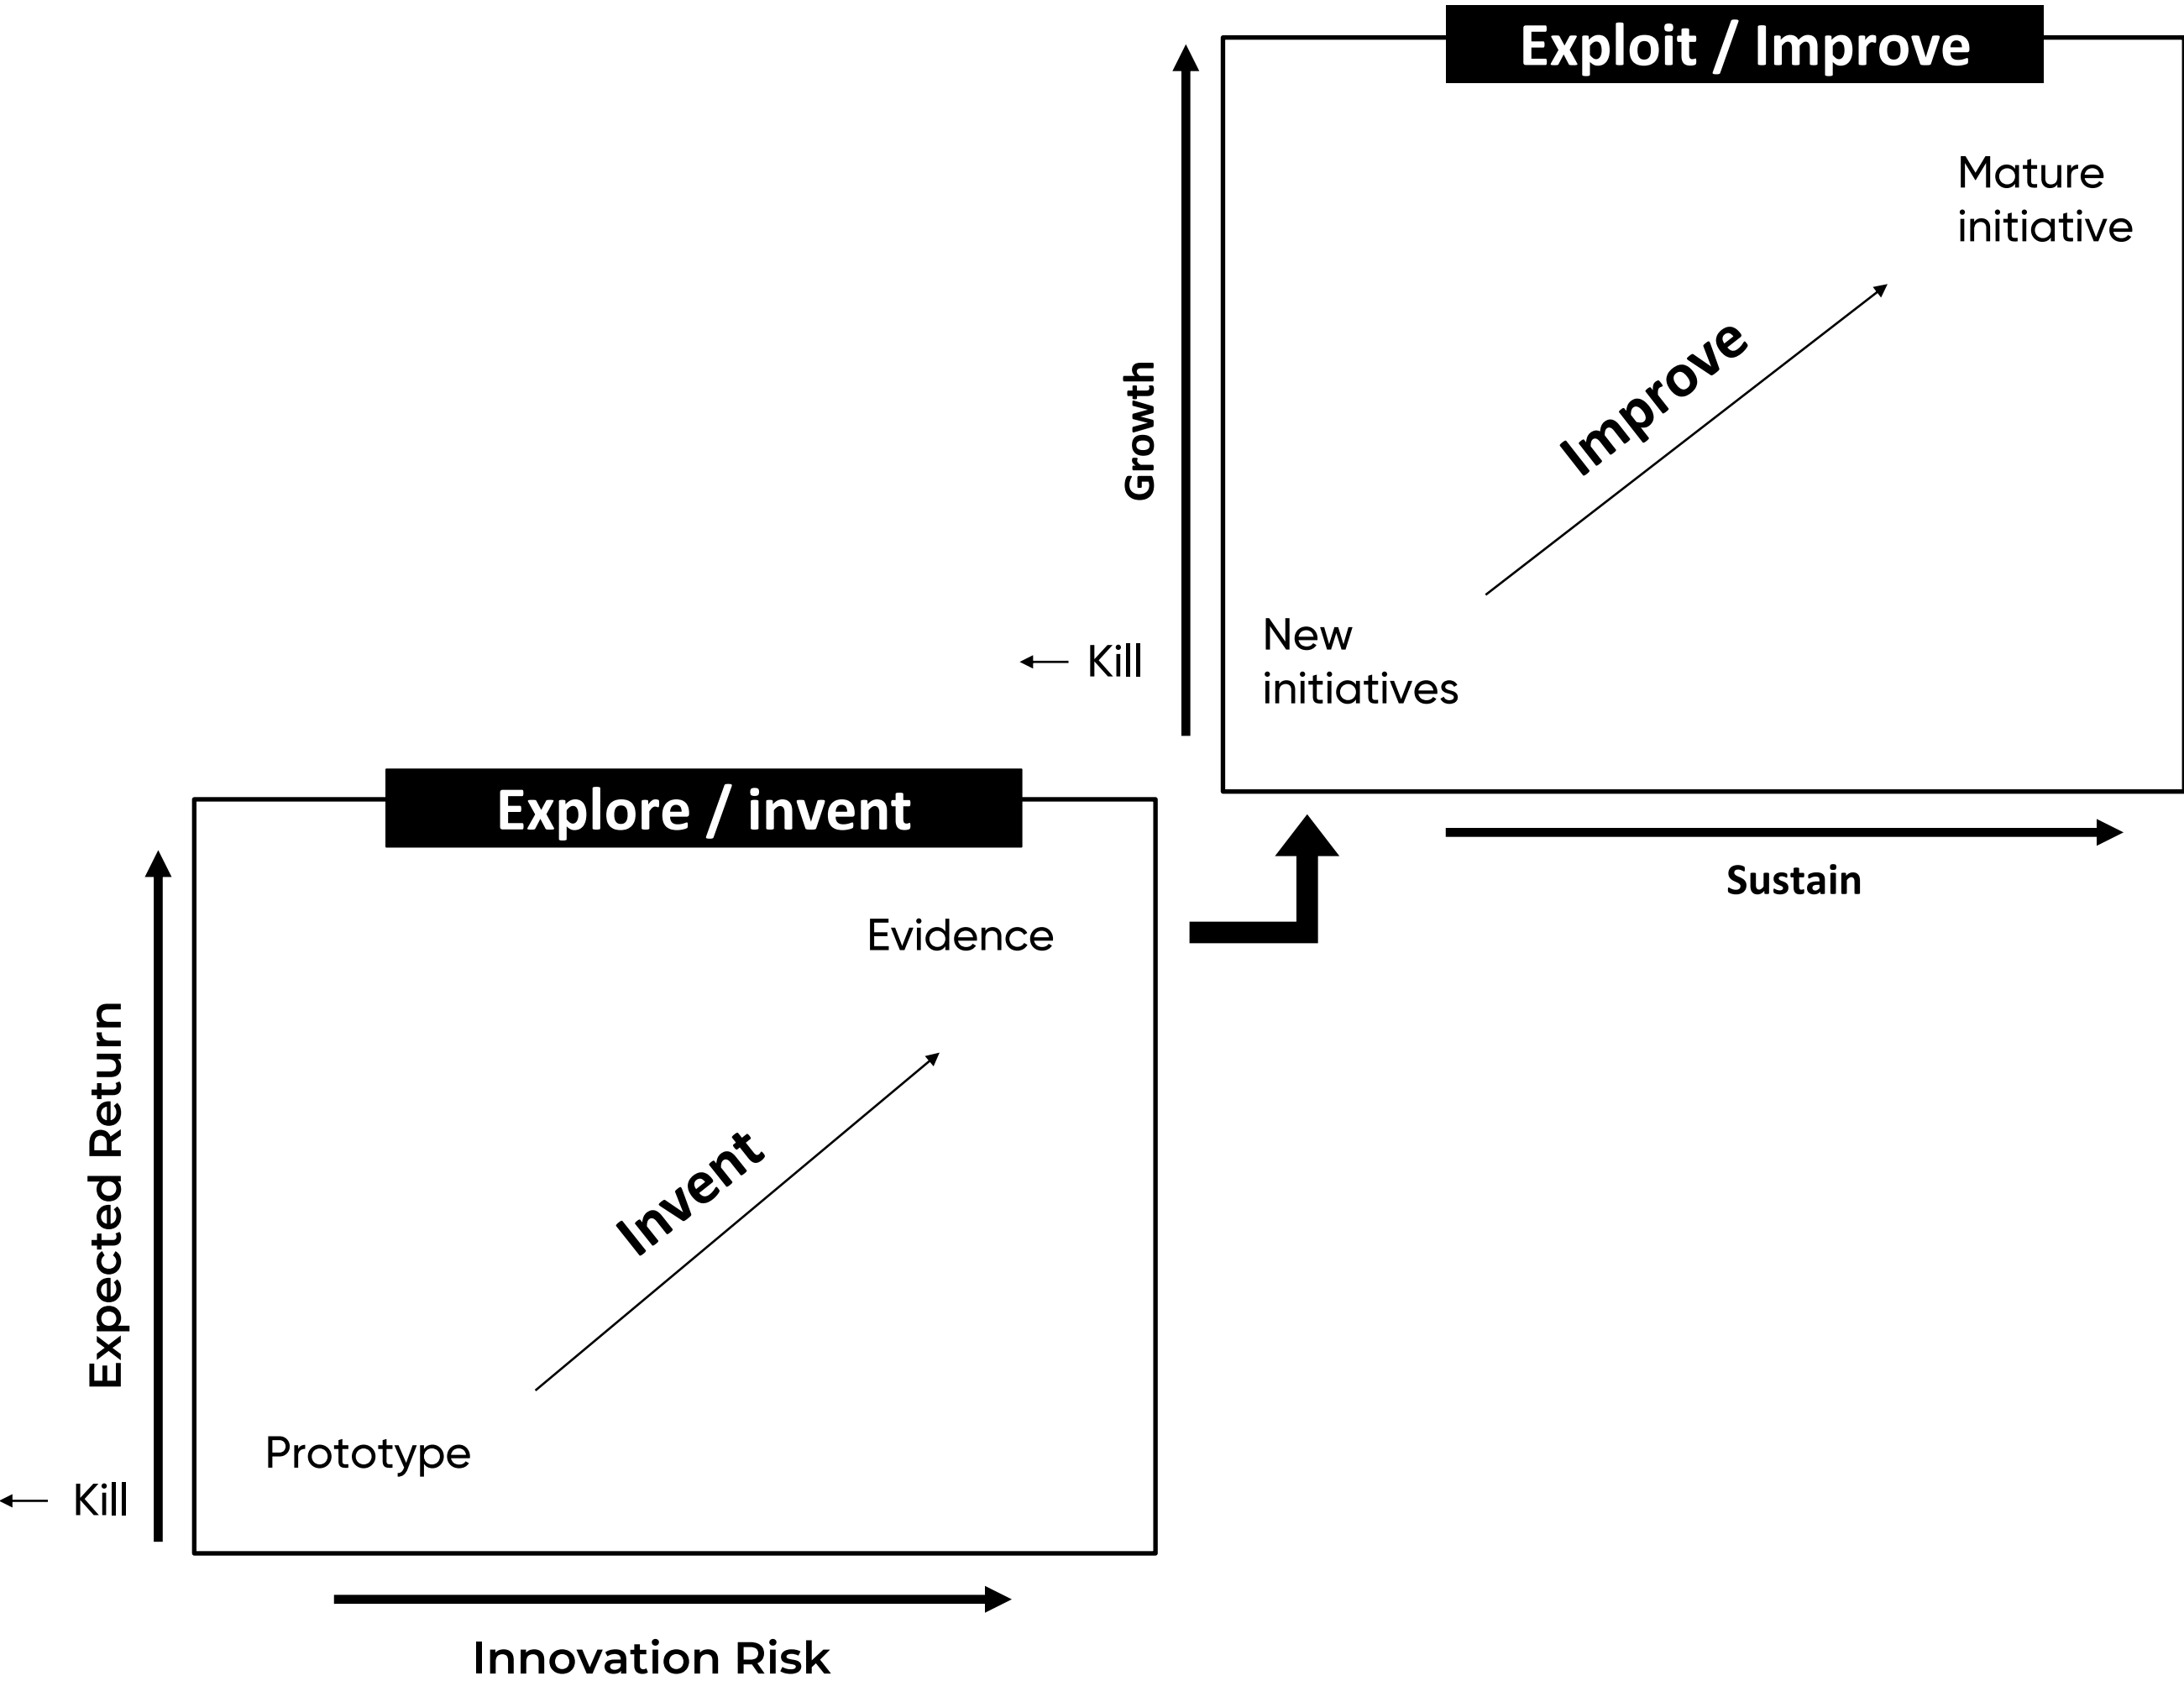 Exploit / Improve
Mature
initiative
Improve
Growth
New
initiatives
Kill
Sustain
Explore / invent
Evidence
Invent
Expected Return
Prototype
Kill
Innovation Risk